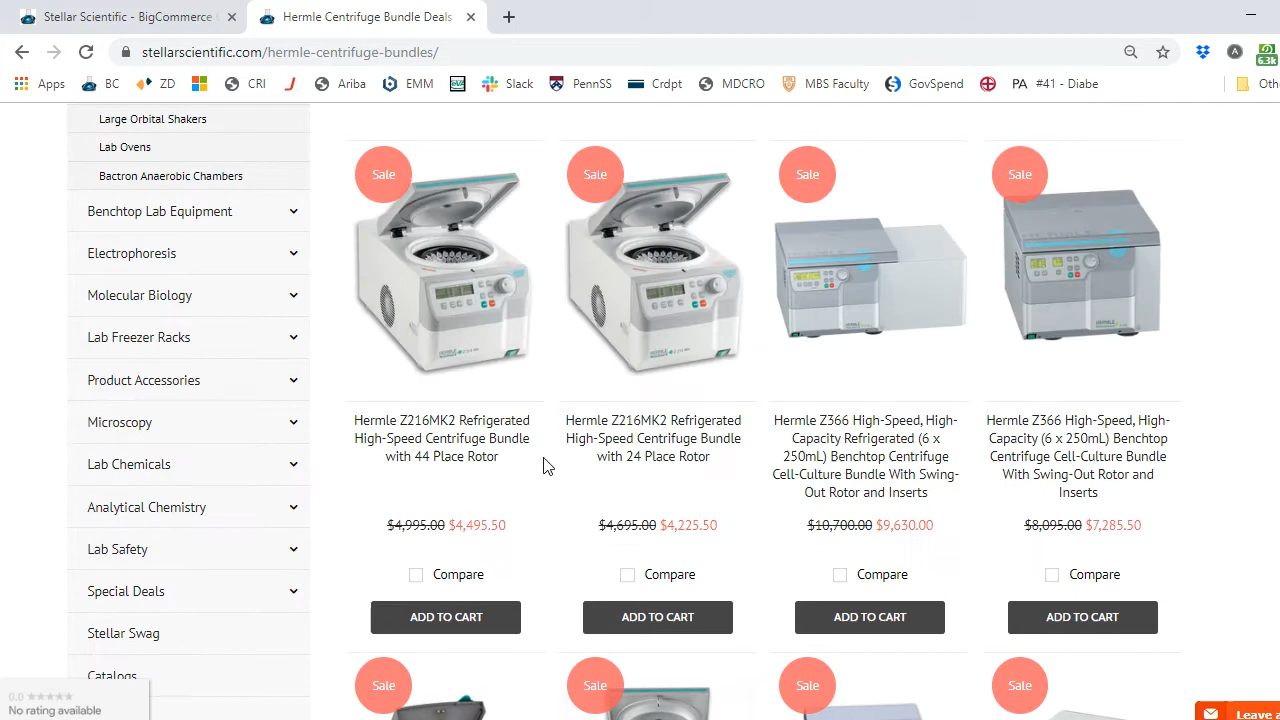 Stellar Scientific - BigCommerce
Hermle Centrifuge Bundle Deals
stellarscientific.com/hermle-centrifuge-bundles/
6.3k
Apps BC ZD CRI Ariba EMM Slack PennSS Crdpt MDCRO MBS Faculty GovSpend PA #41 - Diabe Oth
Large Orbital Shakers
Lab Ovens
Bactron Anaerobic Chambers
Benchtop Lab Equipment
Electrophoresis
Molecular Biology
Lab Freezer Racks
Product Accessories
Microscopy
Lab Chemicals
Analytical Chemistry
Lab Safety
Special Deals
Stellar Swag
Catalogs
0.0
No rating available
Sale
Hermle Z216MK2 Refrigerated
High-Speed Centrifuge Bundle
with 44 Place Rotor
$4,995.00 $4,495.50
Compare
ADD TO CART
Sale
Hermle Z216MK2 Refrigerated
High-Speed Centrifuge Bundle
with 24 Place Rotor
$4,695.00 $4,225.50
Compare
ADD TO CART
Sale
Hermle Z366 High-Speed, High-
Capacity Refrigerated (6 x
250mL) Benchtop Centrifuge
Cell-Culture Bundle With Swing-
Out Rotor and Inserts
$10,700.00 $9,630.00
Compare
ADD TO CART
Sale
Hermle Z366 High-Speed, High-
Capacity (6 x 250mL) Benchtop
Centrifuge Cell-Culture Bundle
With Swing-Out Rotor and
Inserts
$8,095.00 $7,285.50
Compare
ADD TO CART
Sale
Sale
Sale
Sale
Leave a